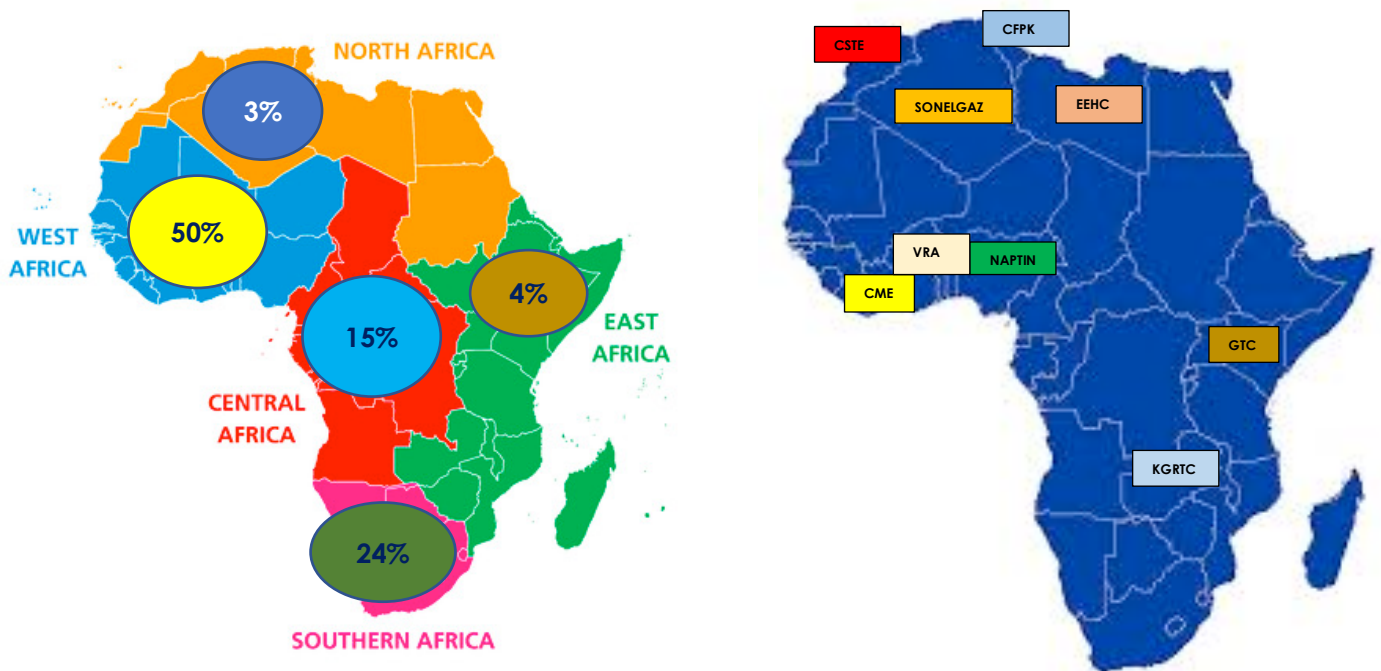 NORTH AFRICA
3%
50%
WEST
AFRICA
4%
15%
EAST
AFRICA
CENTRAL
AFRICA
24%
SOUTHERN AFRICA
CFPK
CSTE
SONELGAZ
EEHC
VRA
NAPTIN
CME
GTC
KGRTC